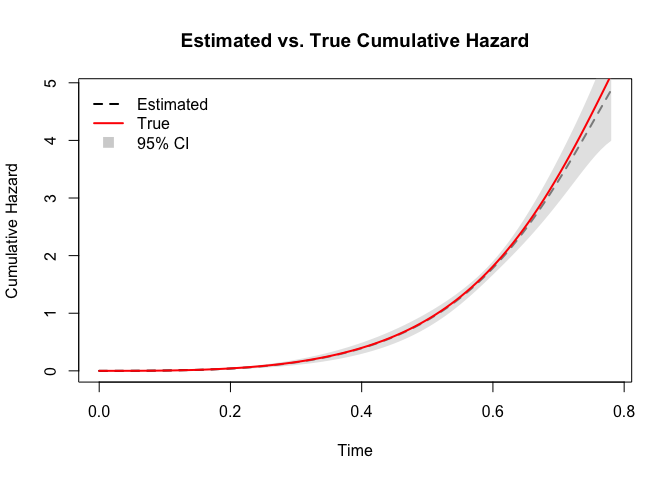 Estimated vs. True Cumulative Hazard
Cumulative Hazard
5
4
3
2
1
0
Estimated
True
95% CI
0.0 0.2 0.4 0.6 0.8
Time